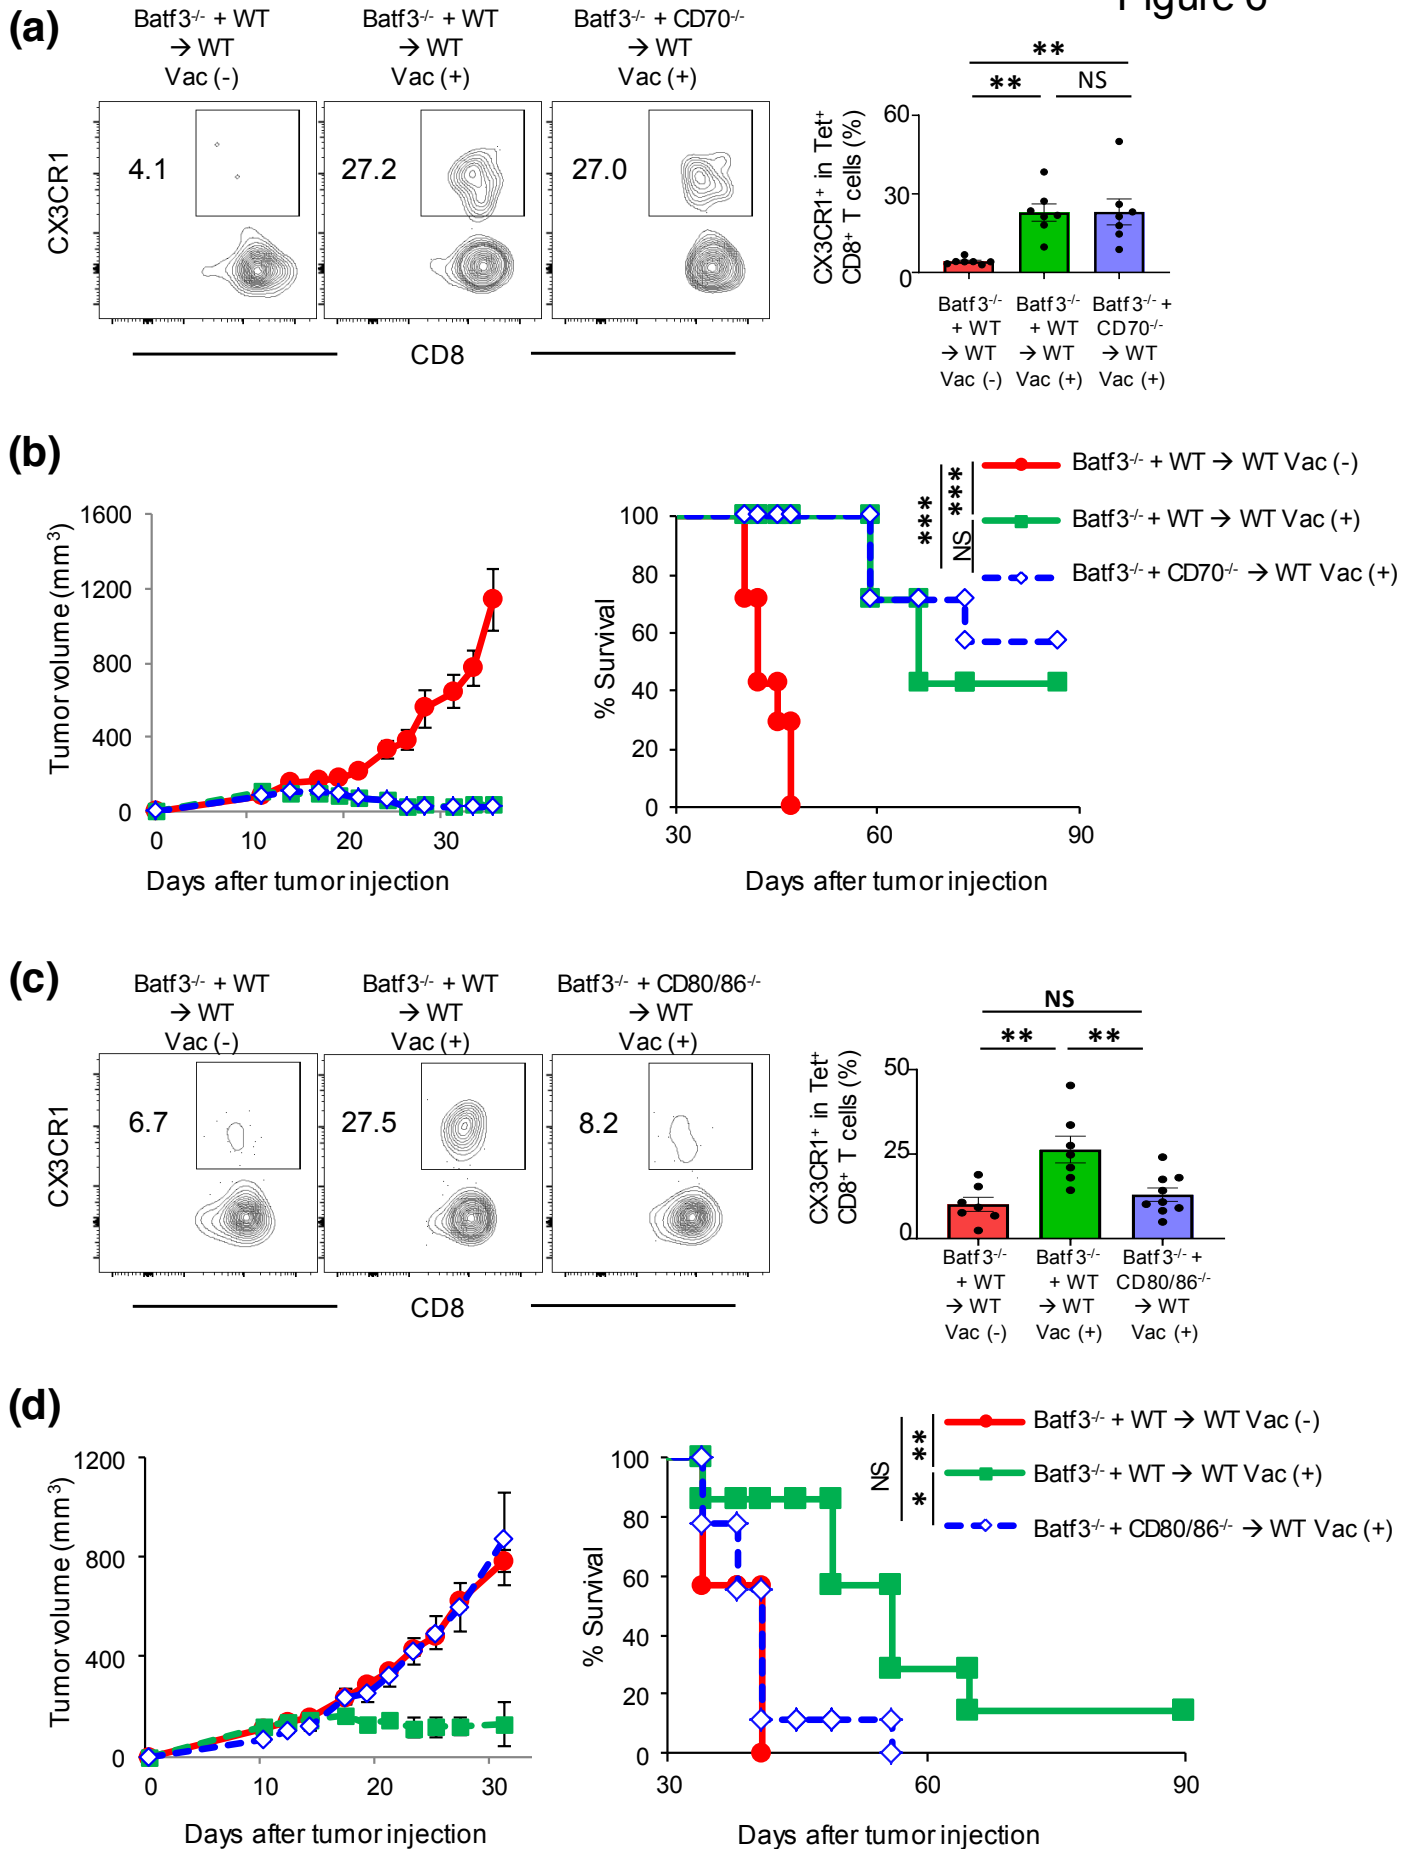 Figure 6
(a)
Batf3-/- + WT
→ WT
Vac (-)
Batf3-/- + WT
→ WT
Vac (+)
Batf3-/- + CD70-/-
→ WT
Vac (+)
CX3CR1
4.1
27.2
27.0
CD8
**
**
NS
CX3CR1+ in Tet+
CD8+ T cells (%)
60
30
0
Batf3-/-
+ WT
→ WT
Vac (-)
Batf3-/-
+ WT
→ WT
Vac (+)
Batf3-/- +
CD70-/-
→ WT
Vac (+)
(b)
Tumor volume (mm3)
1600
1200
800
400
0
0
10
20
30
Days after tumor injection
% Survival
100
80
60
40
20
0
30
60
90
Days after tumor injection
***
***
NS
Batf3-/- + WT → WT Vac (-)
Batf3-/- + WT → WT Vac (+)
Batf3-/- + CD70-/- → WT Vac (+)
(c)
Batf3-/- + WT
→ WT
Vac (-)
Batf3-/- + WT
→ WT
Vac (+)
Batf3-/- + CD80/86-/-
→ WT
Vac (+)
CX3CR1
6.7
27.5
8.2
CD8
NS
**
**
CX3CR1+ in Tet+
CD8+ T cells (%)
50
25
0
Batf3-/-
+ WT
→ WT
Vac (-)
Batf3-/-
+ WT
→ WT
Vac (+)
Batf3-/- +
CD80/86-/-
→ WT
Vac (+)
(d)
Tumor volume (mm3)
1200
800
400
0
0
10
20
30
Days after tumor injection
% Survival
100
80
60
40
20
0
30
60
90
Days after tumor injection
NS
**
*
Batf3-/- + WT → WT Vac (-)
Batf3-/- + WT → WT Vac (+)
Batf3-/- + CD80/86-/- → WT Vac (+)